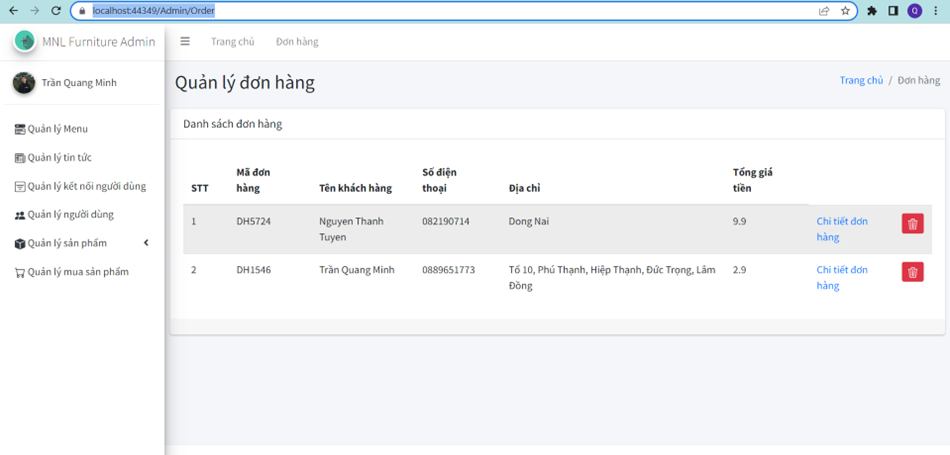 localhost:44349/Admin/Order
Q
MNL Furniture Admin
Trang chủ
Đơn hàng
Trần Quang Minh
Quản lý Menu
Quản lý tin tức
Quản lý kết nối người dùng
Quản lý người dùng
Quản lý sản phẩm
Quản lý mua sản phẩm
Quản lý đơn hàng
Trang chủ / Đơn hàng
Danh sách đơn hàng
STT
Mã đơn
hàng
Tên khách hàng
Số điện
thoại
Địa chỉ
Tổng giá
tiền
1
DH5724
Nguyen Thanh
Tuyen
082190714
Dong Nai
9.9
Chi tiết đơn
hàng
2
DH1546
Trần Quang Minh
0889651773
Tổ 10, Phú Thạnh, Hiệp Thạnh, Đức Trọng, Lâm
Đồng
2.9
Chi tiết đơn
hàng